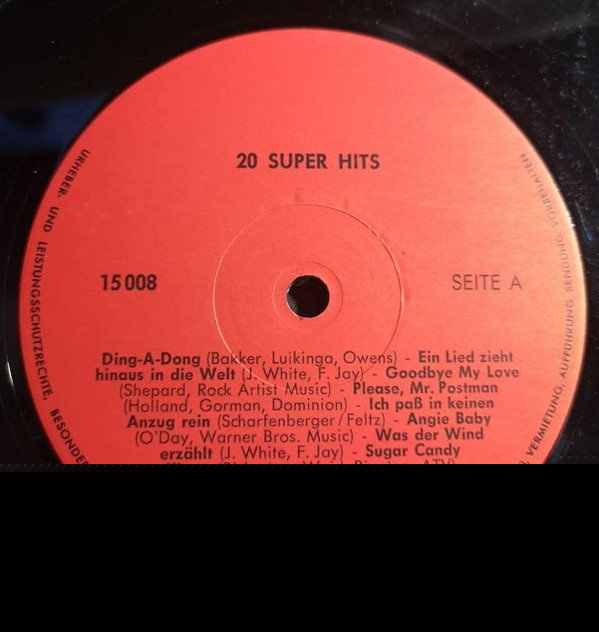 20 SUPER HITS
15 008
SEITE A
Ding-A-Dong (Bakker, Luikinga, Owens) - Ein Lied zieht
hinaus in die Welt (J. White, F. Jay) - Goodbye My Love
(Shepard, Rock Artist Music) - Please, Mr. Postman
(Holland, Gorman, Dominion) - Ich paß in keinen
Anzug rein (Scharfenberger/Feltz) - Angie Baby
(O'Day, Warner Bros. Music) - Was der Wind
erzählt (J. White, F. Jay) - Sugar Candy
URHEBER- UND LEISTUNGSSCHUTZRECHTE, BESONDER
VERMIETUNG, AUFFÜHRUNG, SENDUNG VORBEHALTEN